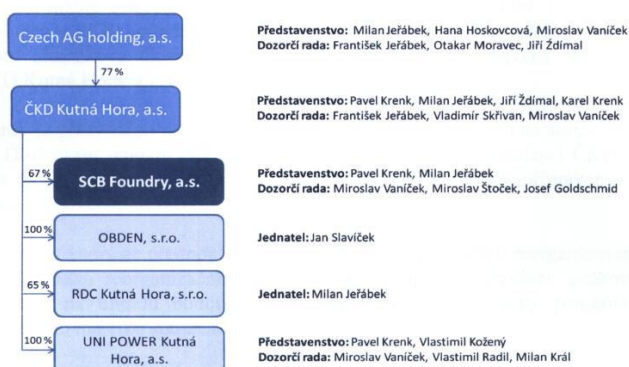 Czech AG holding, a.s.
Představenstvo: Milan Jeřábek, Hana Hoskovcová, Miroslav Vaníček
Dozorčí rada: František Jeřábek, Otakar Moravec, Jiří Ždímal
77 %
ČKD Kutná Hora, a.s.
Představenstvo: Pavel Krenk, Milan Jeřábek, Jiří Ždímal, Karel Krenk
Dozorčí rada: František Jeřábek, Vladimír Skřivan, Miroslav Vaníček
67 %
SCB Foundry, a.s.
Představenstvo: Pavel Krenk, Milan Jeřábek
Dozorčí rada: Miroslav Vaníček, Miroslav Štoček, Josef Goldschmid
100 %
OBDEN, s.r.o.
Jednatel: Jan Slavíček
65 %
RDC Kutná Hora, s.r.o.
Jednatel: Milan Jeřábek
100 %
UNI POWER Kutná
Hora, a.s.
Představenstvo: Pavel Krenk, Vlastimil Kožený
Dozorčí rada: Miroslav Vaníček, Vlastimil Radil, Milan Král